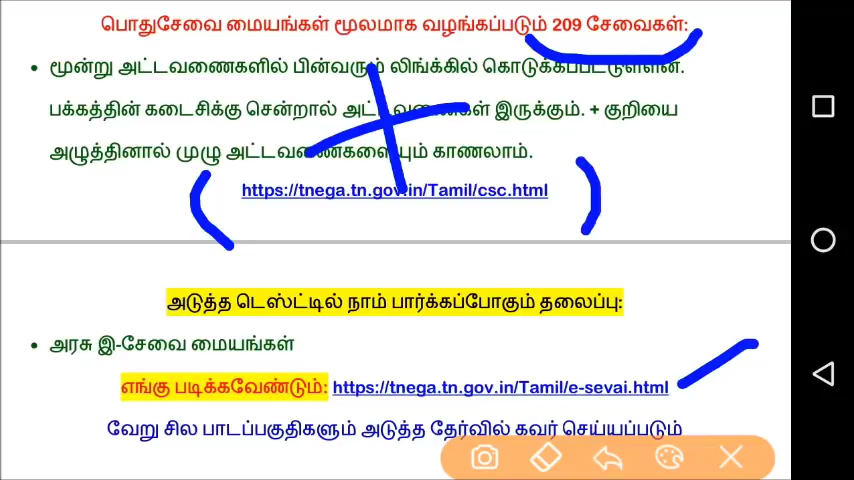 பொதுசேவை மையங்கள் மூலமாக வழங்கப்படும் 209 சேவைகள்:
• மூன்று அட்டவணைகளில் பின்வரும் லிங்க்கில் கொடுக்கப்பட்டுள்ளன.
பக்கத்தின் கடைசிக்கு சென்றால் அட்டவணைகள் இருக்கும். + குறியை
அழுத்தினால் முழு அட்டவணைகளையும் காணலாம்.
https://tnega.tn.gov.in/Tamil/csc.html
அடுத்த டெஸ்ட்டில் நாம் பார்க்கப்போகும் தலைப்பு:
• அரசு இ-சேவை மையங்கள்
எங்கு படிக்கவேண்டும்: https://tnega.tn.gov.in/Tamil/e-sevai.html
வேறு சில பாடப்பகுதிகளும் அடுத்த தேர்வில் கவர் செய்யப்படும்